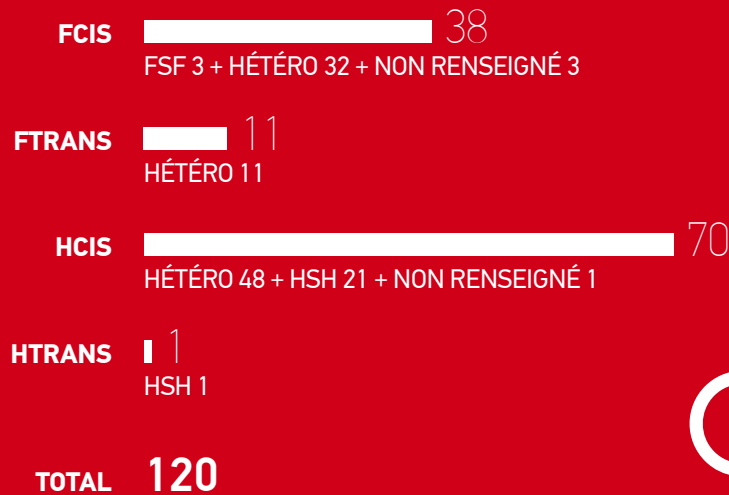 FCIS 38
FSF 3 + HÉTÉRO 32 + NON RENSEIGNÉ 3
FTRANS 11
HÉTÉRO 11
HCIS 70
HÉTÉRO 48 + HSH 21 + NON RENSEIGNÉ 1
HTRANS 1
HSH 1
TOTAL 120